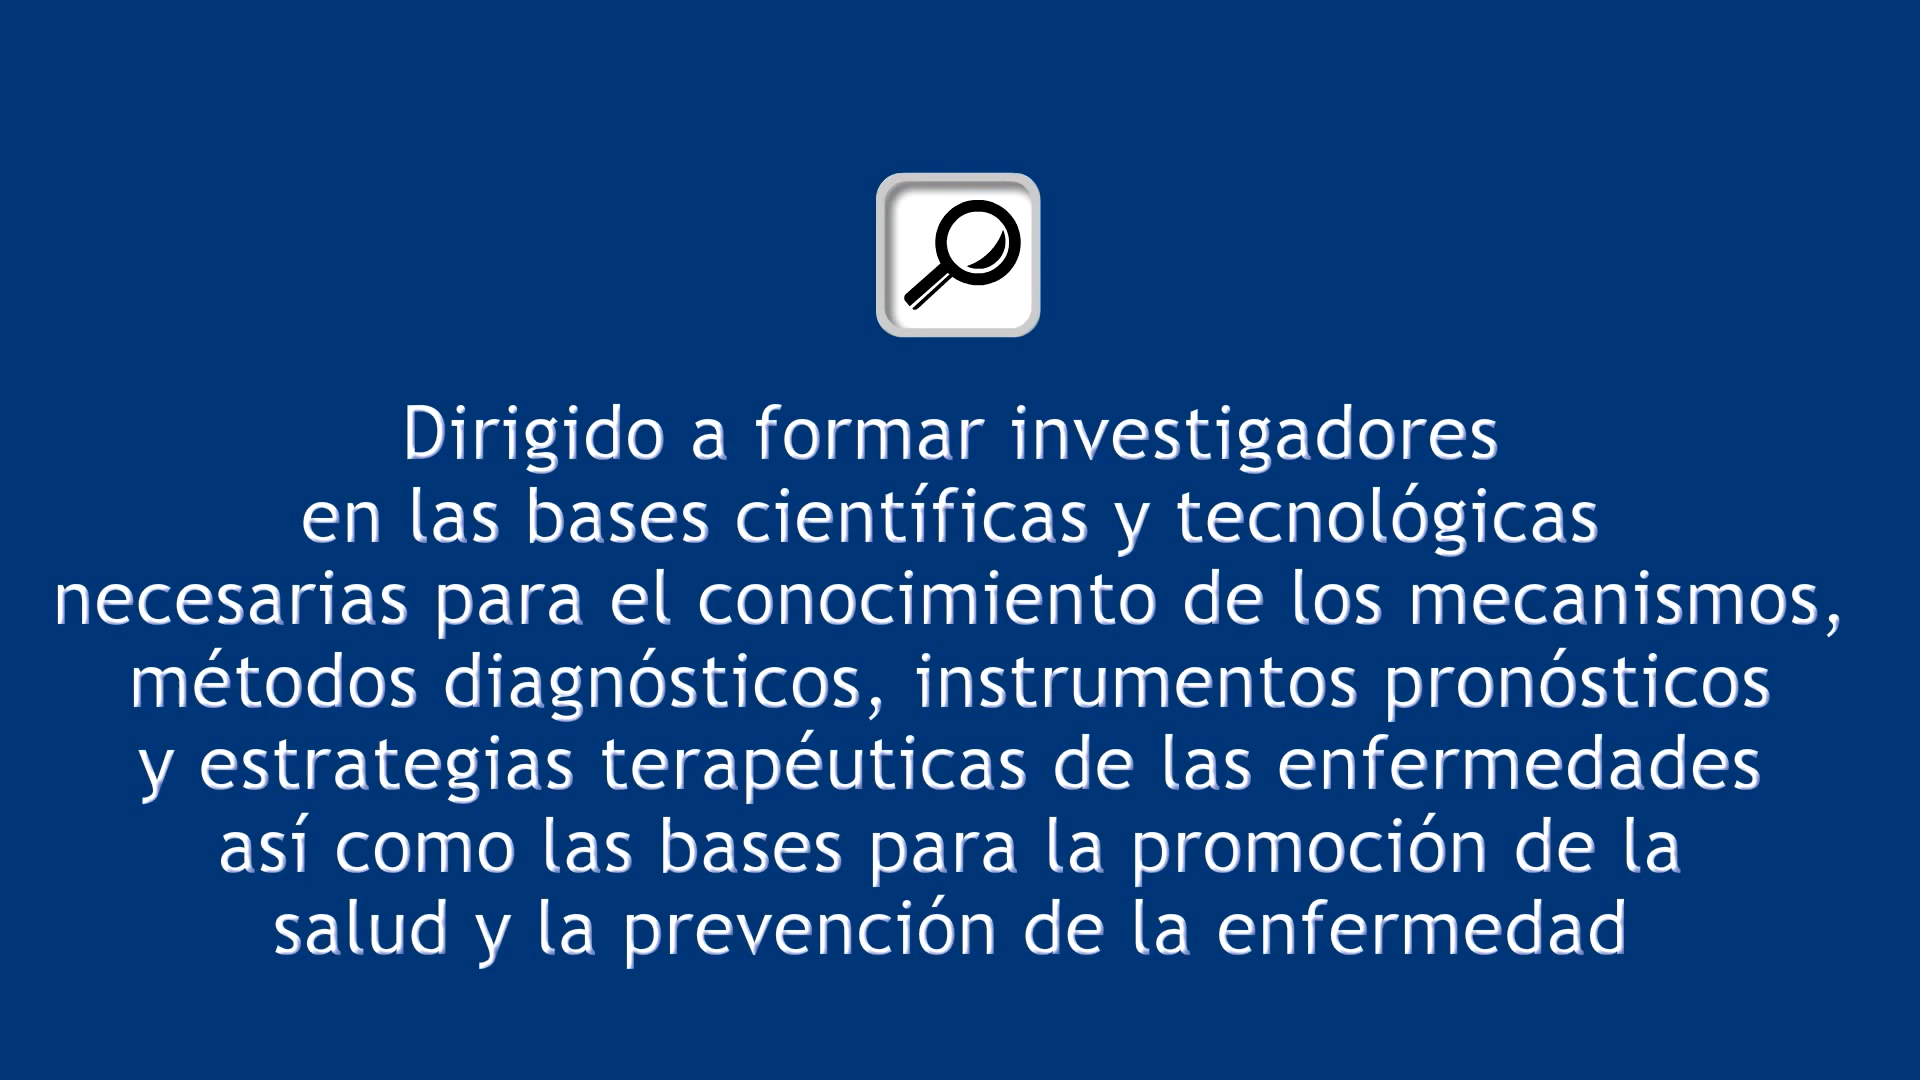 Dirigido a formar investigadores
en las bases científicas y tecnológicas
necesarias para el conocimiento de los mecanismos,
métodos diagnósticos, instrumentos pronósticos
y estrategias terapéuticas de las enfermedades
así como las bases para la promoción de la
salud y la prevención de la enfermedad